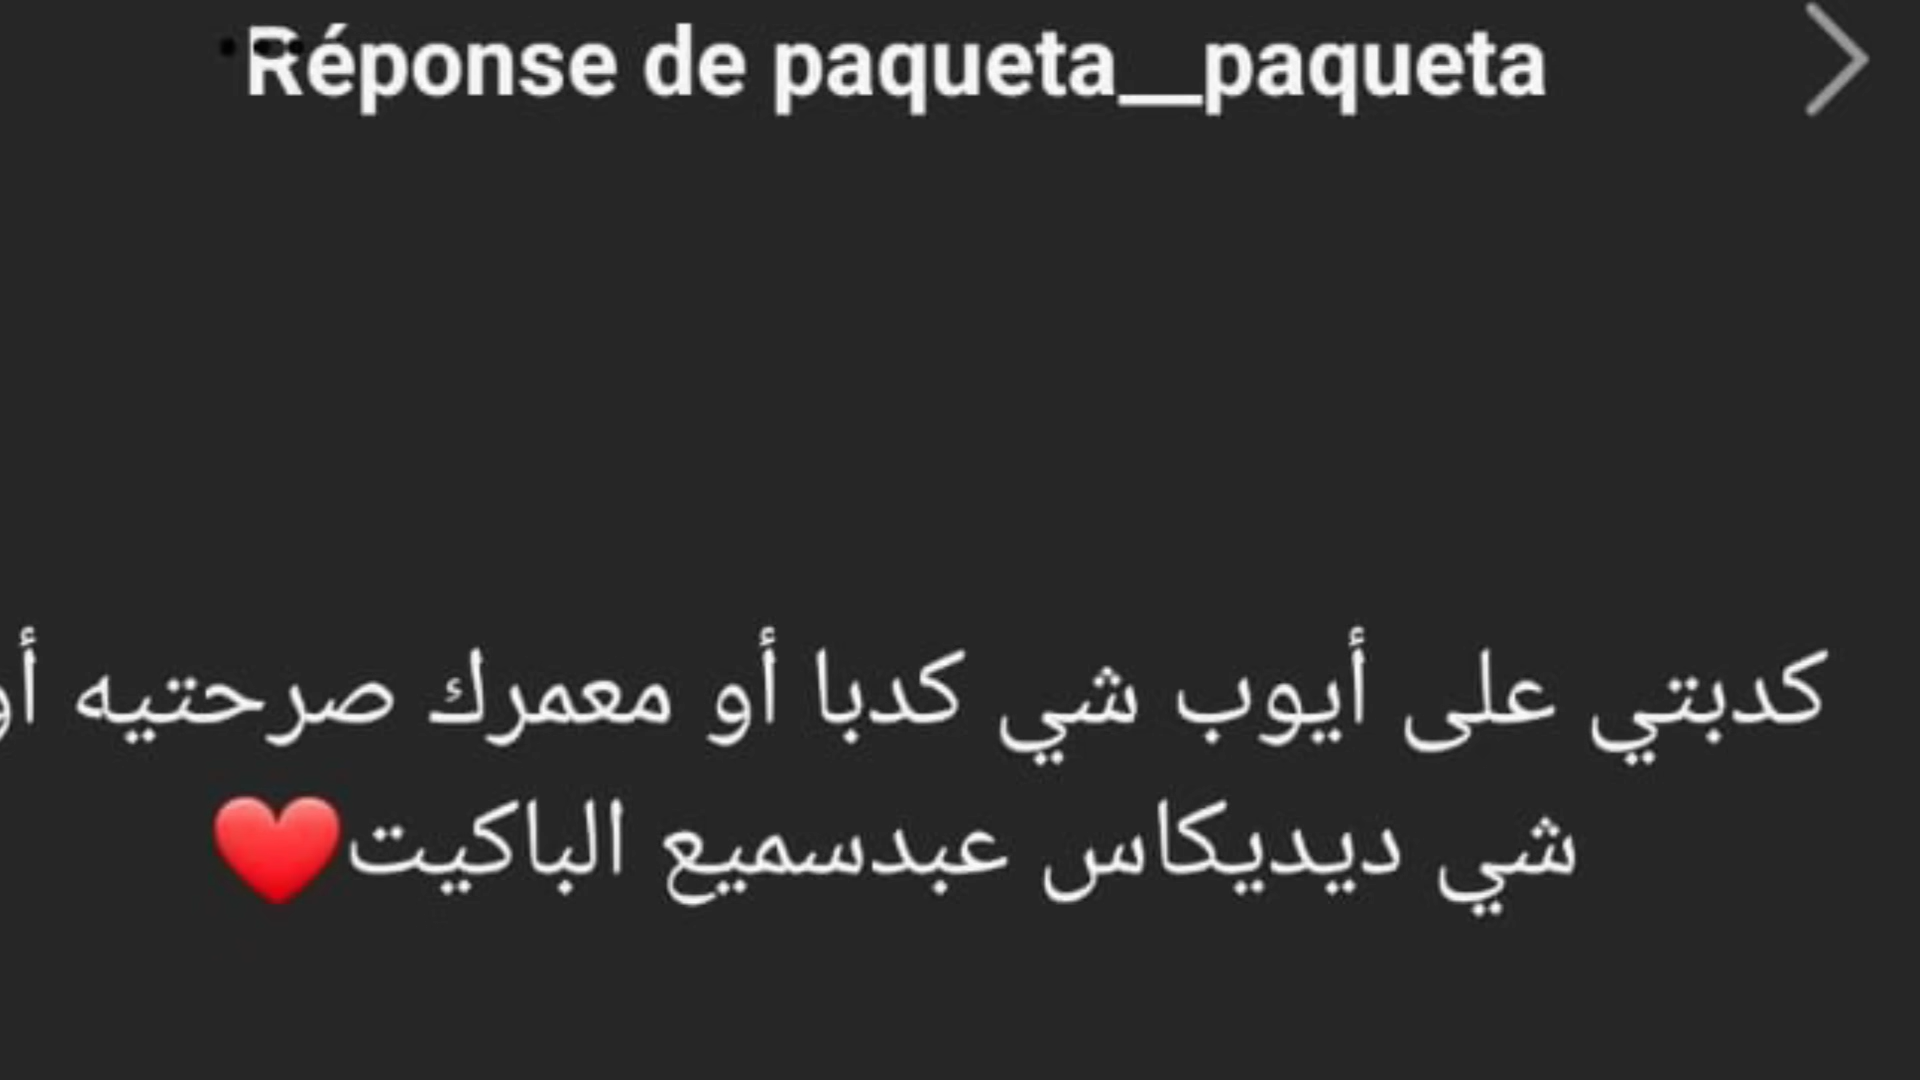 Réponse de paqueta__paqueta
كدبتي على أيوب شي كدبا أو معمرك صرحتيه أو
شي ديديكاس عبدسميع الباكيت❤️